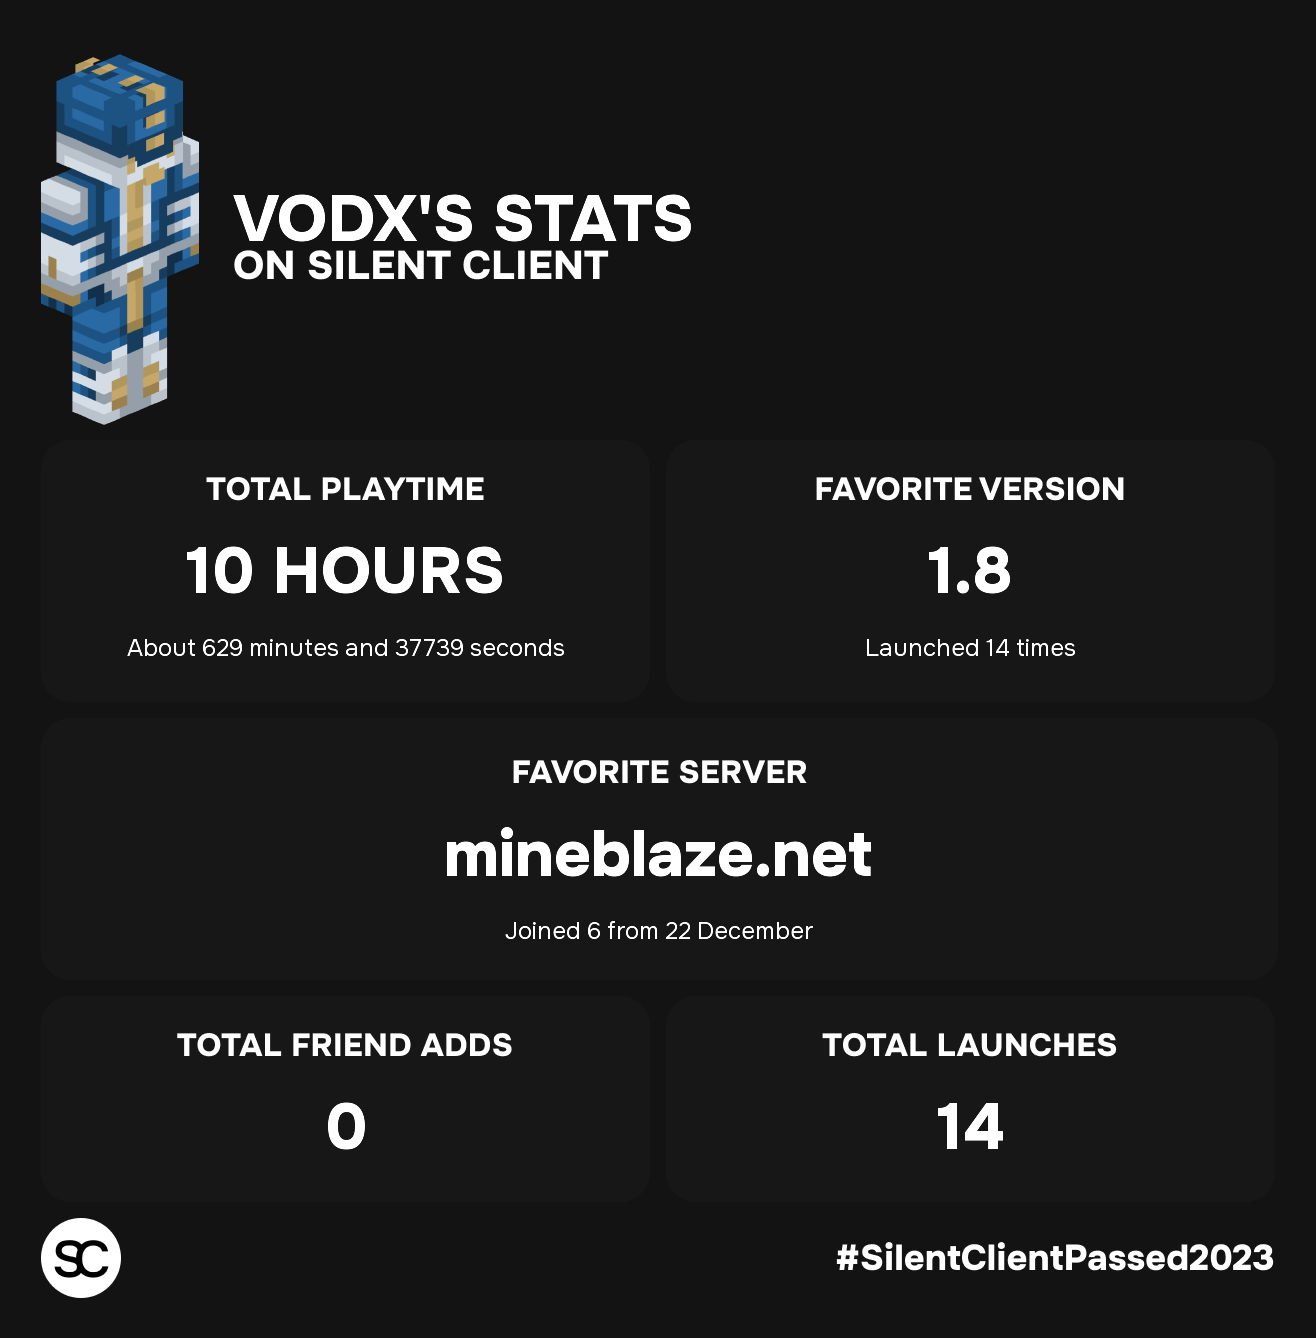 VODX'S STATS
ON SILENT CLIENT
TOTAL PLAYTIME
10 HOURS
About 629 minutes and 37739 seconds
FAVORITE VERSION
1.8
Launched 14 times
FAVORITE SERVER
mineblaze.net
Joined 6 from 22 December
TOTAL FRIEND ADDS
0
TOTAL LAUNCHES
14
SC
#SilentClientPassed2023